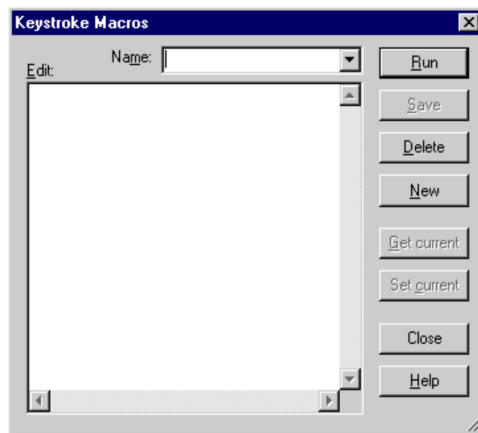 Keystroke Macros
Name:
Edit:
Run
Save
Delete
New
Get current
Set current
Close
Help